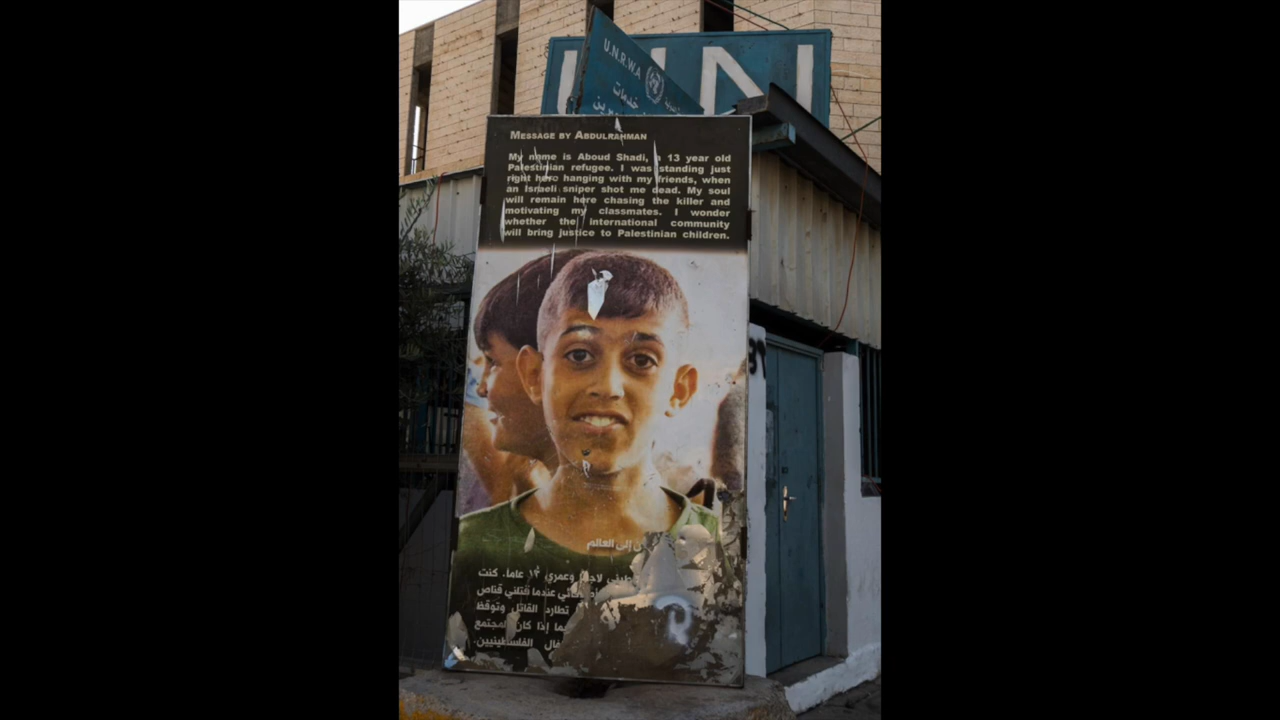 UN
U.N.R.W.A
خدمات
MESSAGE BY ABDULRAHMAN
My name is Aboud Shadi, a 13 year old
Palestinian refugee. I was standing just
right here hanging with my friends, when
an Israeli sniper shot me dead. My soul
will remain here chasing the killer and
motivating my classmates. I wonder
whether the international community
will bring justice to Palestinian children.
إلى العالم
وعمري ١٣ عاما. كنت
عندما قتلني قناص
تطارد القاتل وتوقظ
إذا كان المجتمع
الفلسطينيين.
R